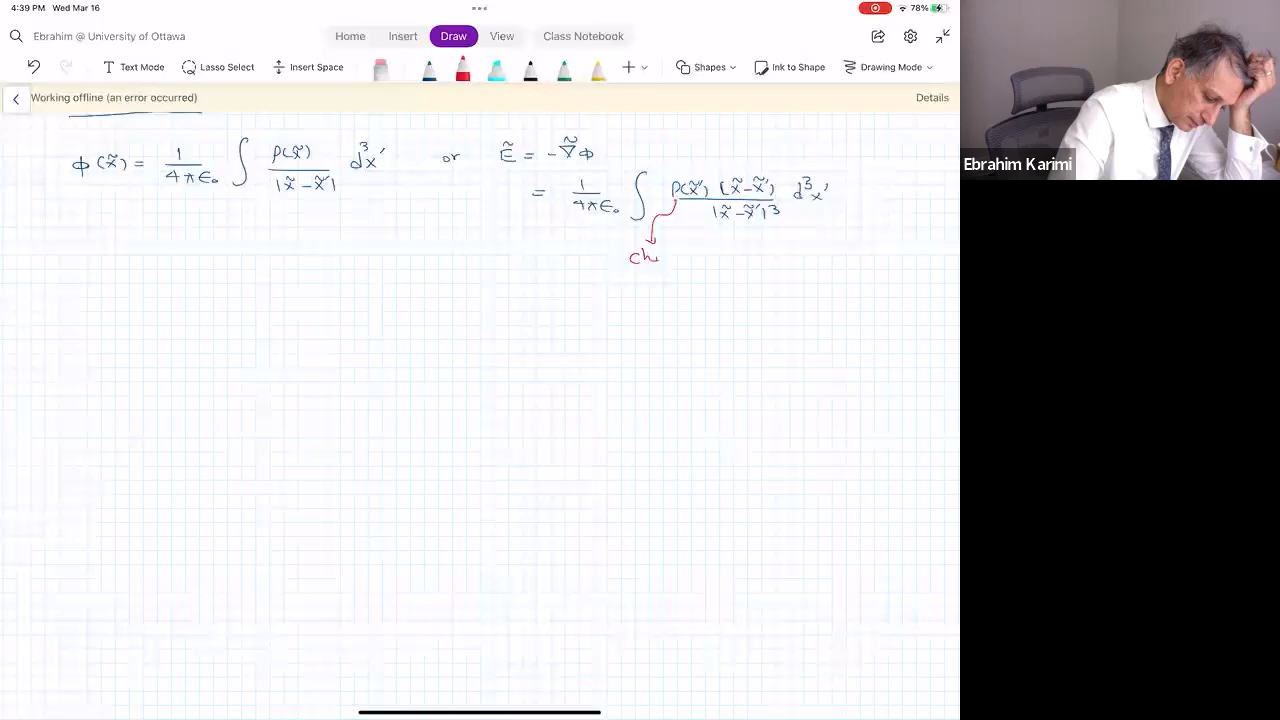 4:39 PM Wed Mar 16
78%
Ebrahim @ University of Ottawa
Home Insert Draw View Class Notebook
Text Mode Lasso Select Insert Space Shapes Ink to Shape Drawing Mode
Working offline (an error occurred) Details
Φ(x̃) = 1/4πϵ₀ ∫ ρ(x̃)/|x̃-x̃'| d³x' or Ẽ = -∇̃Φ
= 1/4πϵ₀ ∫ ρ(x̃') (x̃-x̃')/|x̃-x̃'|³ d³x'
Cha
Ebrahim Karimi